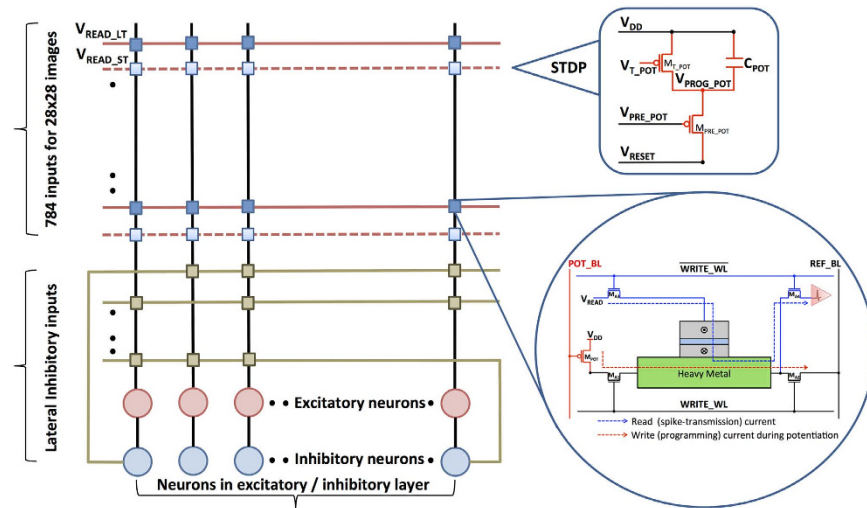 784 inputs for 28x28 images
Lateral Inhibitory inputs
V_READ_LT
V_READ_ST
Excitatory neurons
Inhibitory neurons
Neurons in excitatory / inhibitory layer
STDP
V_DD
V_T_POT
M_T_POT
C_POT
V_PROG_POT
V_PRE_POT
M_PRE_POT
V_RESET
POT_BL
WRITE_WL
REF_BL
V_READ
V_DD
M_POT
Heavy Metal
WRITE_WL
Read (spike-transmission) current
Write (programming) current during potentiation